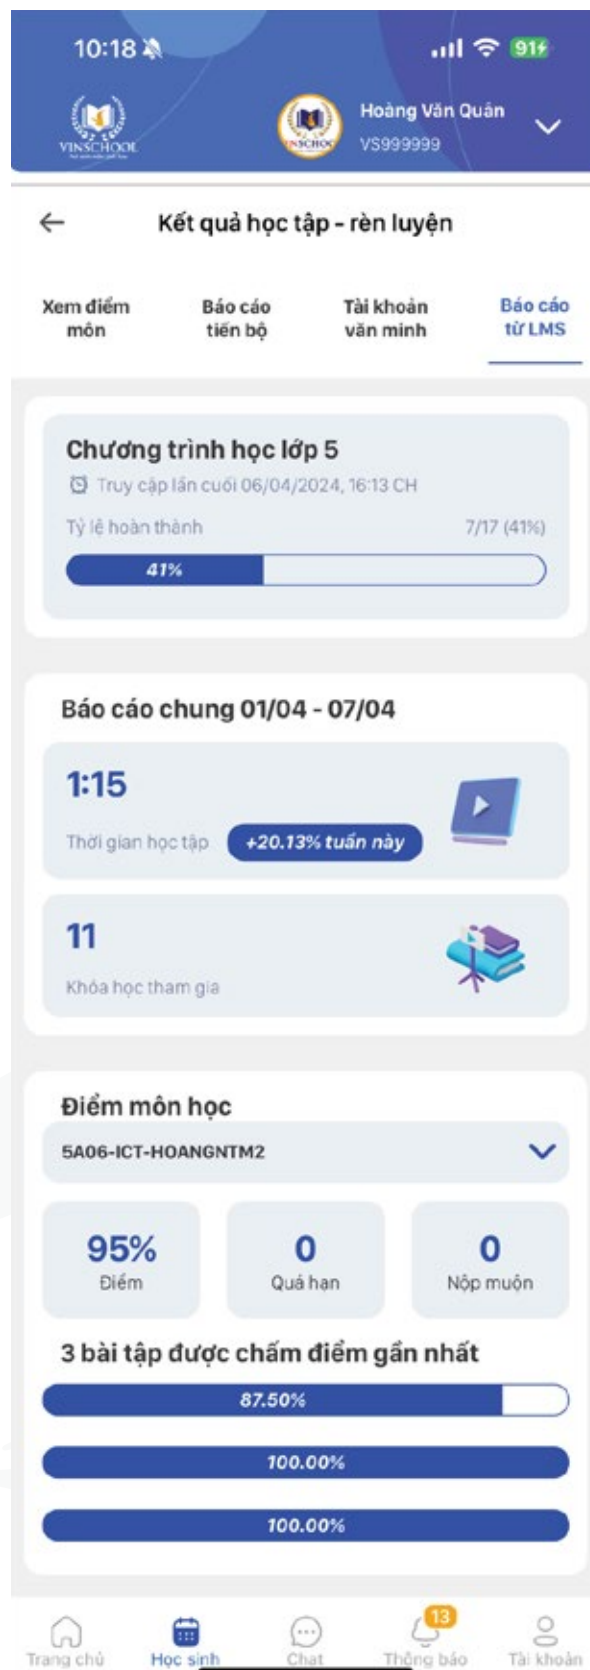 10:18
91
VINSCHOOL
Hoàng Văn Quân
VS999999
Kết quả học tập - rèn luyện
Xem điểm môn
Báo cáo tiến bộ
Tài khoản văn minh
Báo cáo từ LMS
Chương trình học lớp 5
Truy cập lần cuối 06/04/2024, 16:13 CH
Tỷ lệ hoàn thành 7/17 (41%)
41%
Báo cáo chung 01/04 - 07/04
1:15
Thời gian học tập +20.13% tuần này
11
Khóa học tham gia
Điểm môn học
5A06-ICT-HOANGNTM2
95% 0 0
Điểm Quá hạn Nộp muộn
3 bài tập được chấm điểm gần nhất
87.50%
100.00%
100.00%
13
Trang chủ Học sinh Chat Thông báo Tài khoản